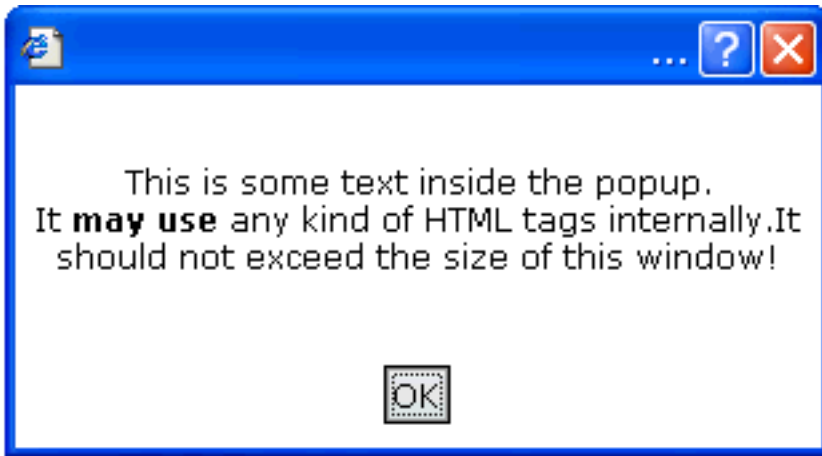 ... ?
This is some text inside the popup.
It may use any kind of HTML tags internally.It
should not exceed the size of this window!
OK